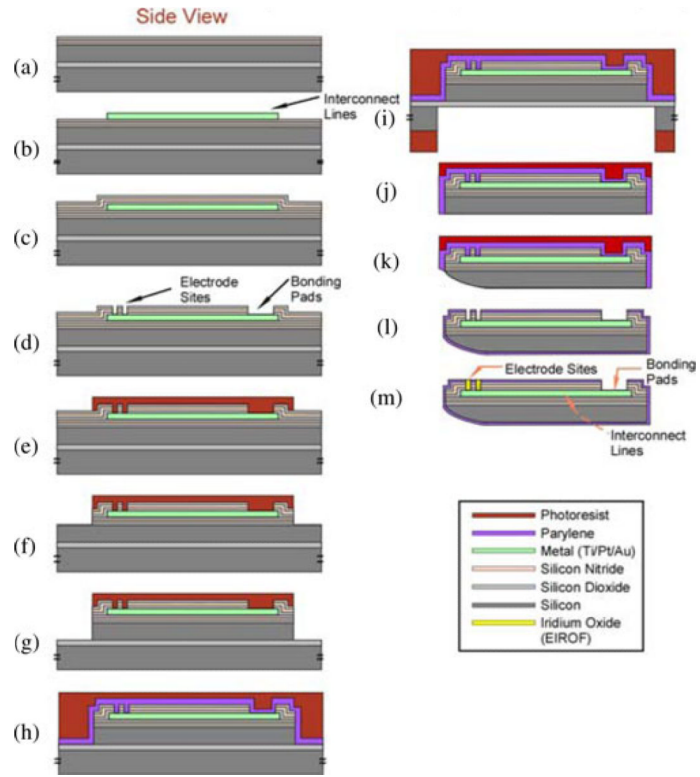 Side View
(a)
Interconnect
Lines
(b)
(c)
Electrode
Sites
Bonding
Pads
(d)
(e)
(f)
(g)
(h)
(i)
(j)
(k)
(l)
Electrode Sites
Bonding
Pads
(m)
Interconnect
Lines
Photoresist
Parylene
Metal (Ti/Pt/Au)
Silicon Nitride
Silicon Dioxide
Silicon
Iridium Oxide
(EIROF)